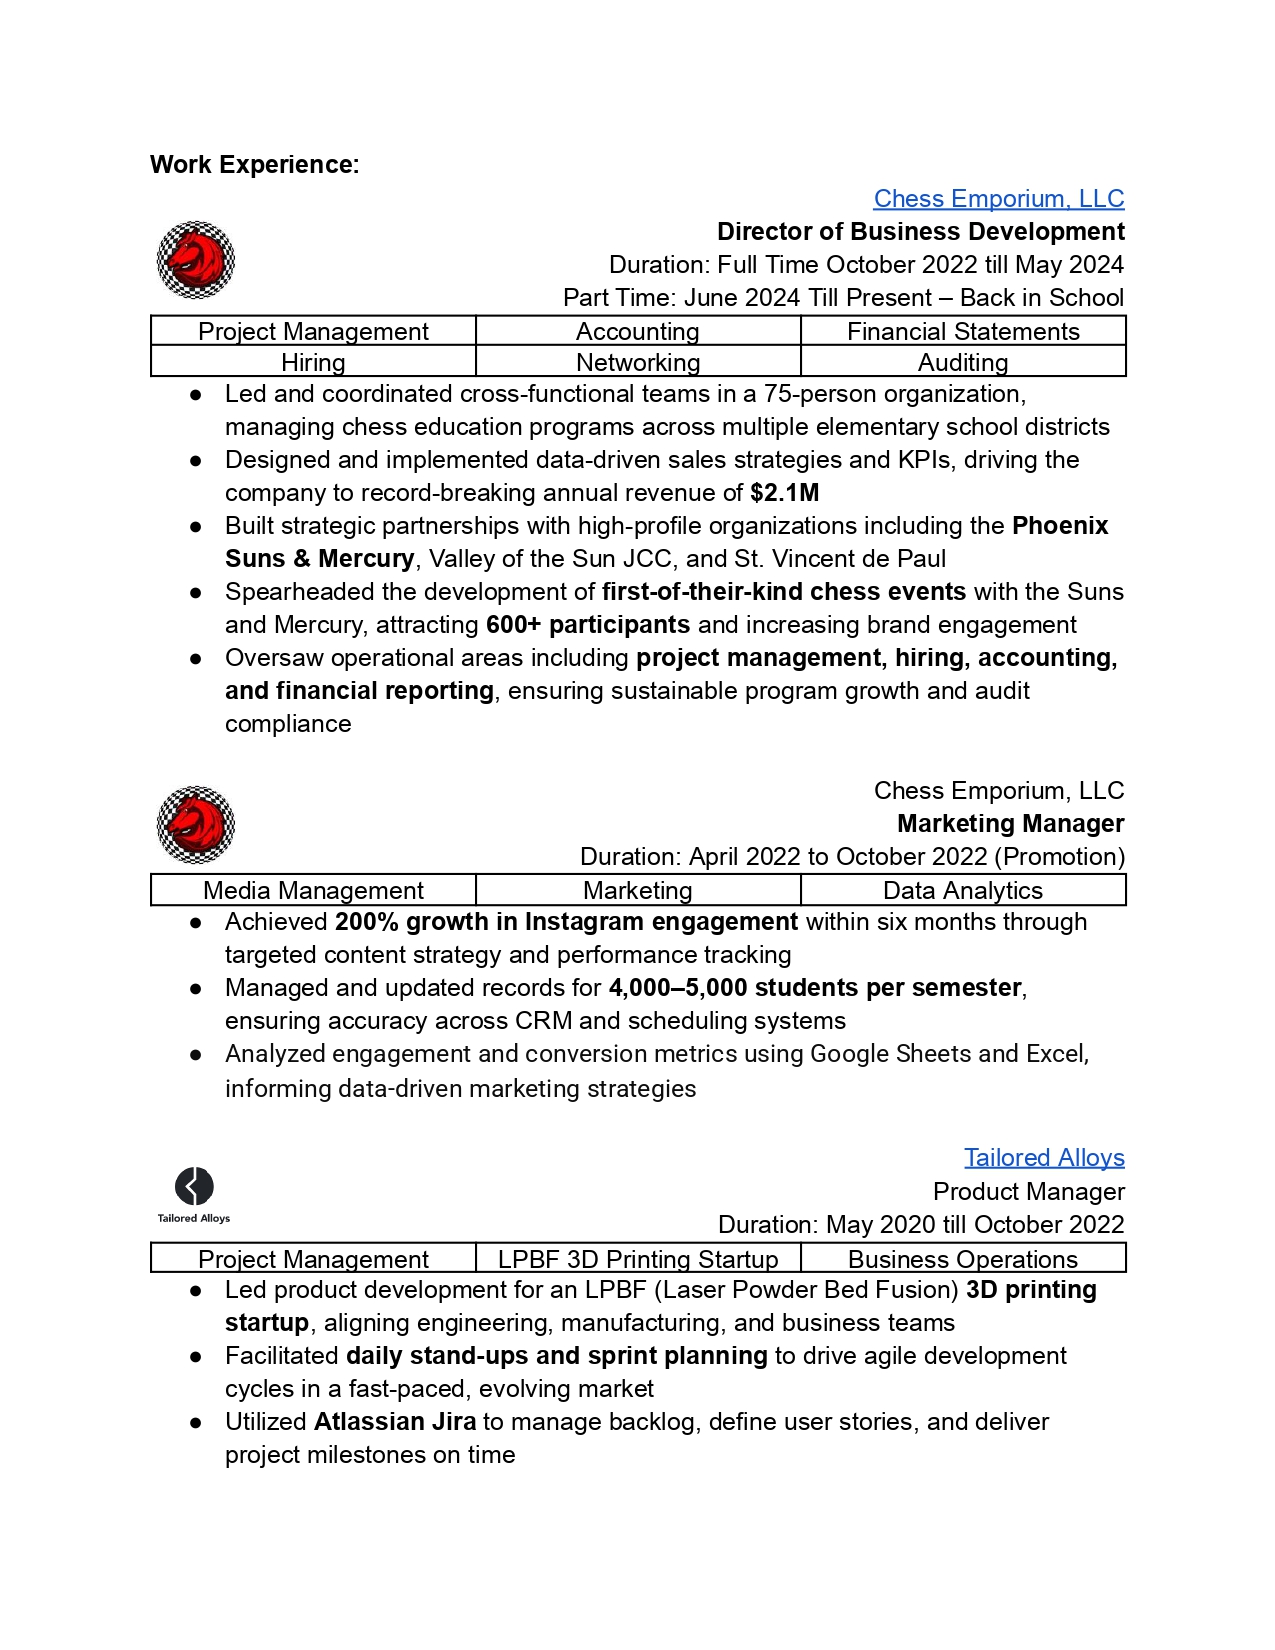 Work Experience:
Chess Emporium, LLC
Director of Business Development
Duration: Full Time October 2022 till May 2024
Part Time: June 2024 Till Present – Back in School
Project Management Accounting Financial Statements
Hiring Networking Auditing
● Led and coordinated cross-functional teams in a 75-person organization,
managing chess education programs across multiple elementary school districts
● Designed and implemented data-driven sales strategies and KPIs, driving the
company to record-breaking annual revenue of $2.1M
● Built strategic partnerships with high-profile organizations including the Phoenix
Suns & Mercury, Valley of the Sun JCC, and St. Vincent de Paul
● Spearheaded the development of first-of-their-kind chess events with the Suns
and Mercury, attracting 600+ participants and increasing brand engagement
● Oversaw operational areas including project management, hiring, accounting,
and financial reporting, ensuring sustainable program growth and audit
compliance
Chess Emporium, LLC
Marketing Manager
Duration: April 2022 to October 2022 (Promotion)
Media Management Marketing Data Analytics
● Achieved 200% growth in Instagram engagement within six months through
targeted content strategy and performance tracking
● Managed and updated records for 4,000–5,000 students per semester,
ensuring accuracy across CRM and scheduling systems
● Analyzed engagement and conversion metrics using Google Sheets and Excel,
informing data-driven marketing strategies
Tailored Alloys
Tailored Alloys
Product Manager
Duration: May 2020 till October 2022
Project Management LPBF 3D Printing Startup Business Operations
● Led product development for an LPBF (Laser Powder Bed Fusion) 3D printing
startup, aligning engineering, manufacturing, and business teams
● Facilitated daily stand-ups and sprint planning to drive agile development
cycles in a fast-paced, evolving market
● Utilized Atlassian Jira to manage backlog, define user stories, and deliver
project milestones on time